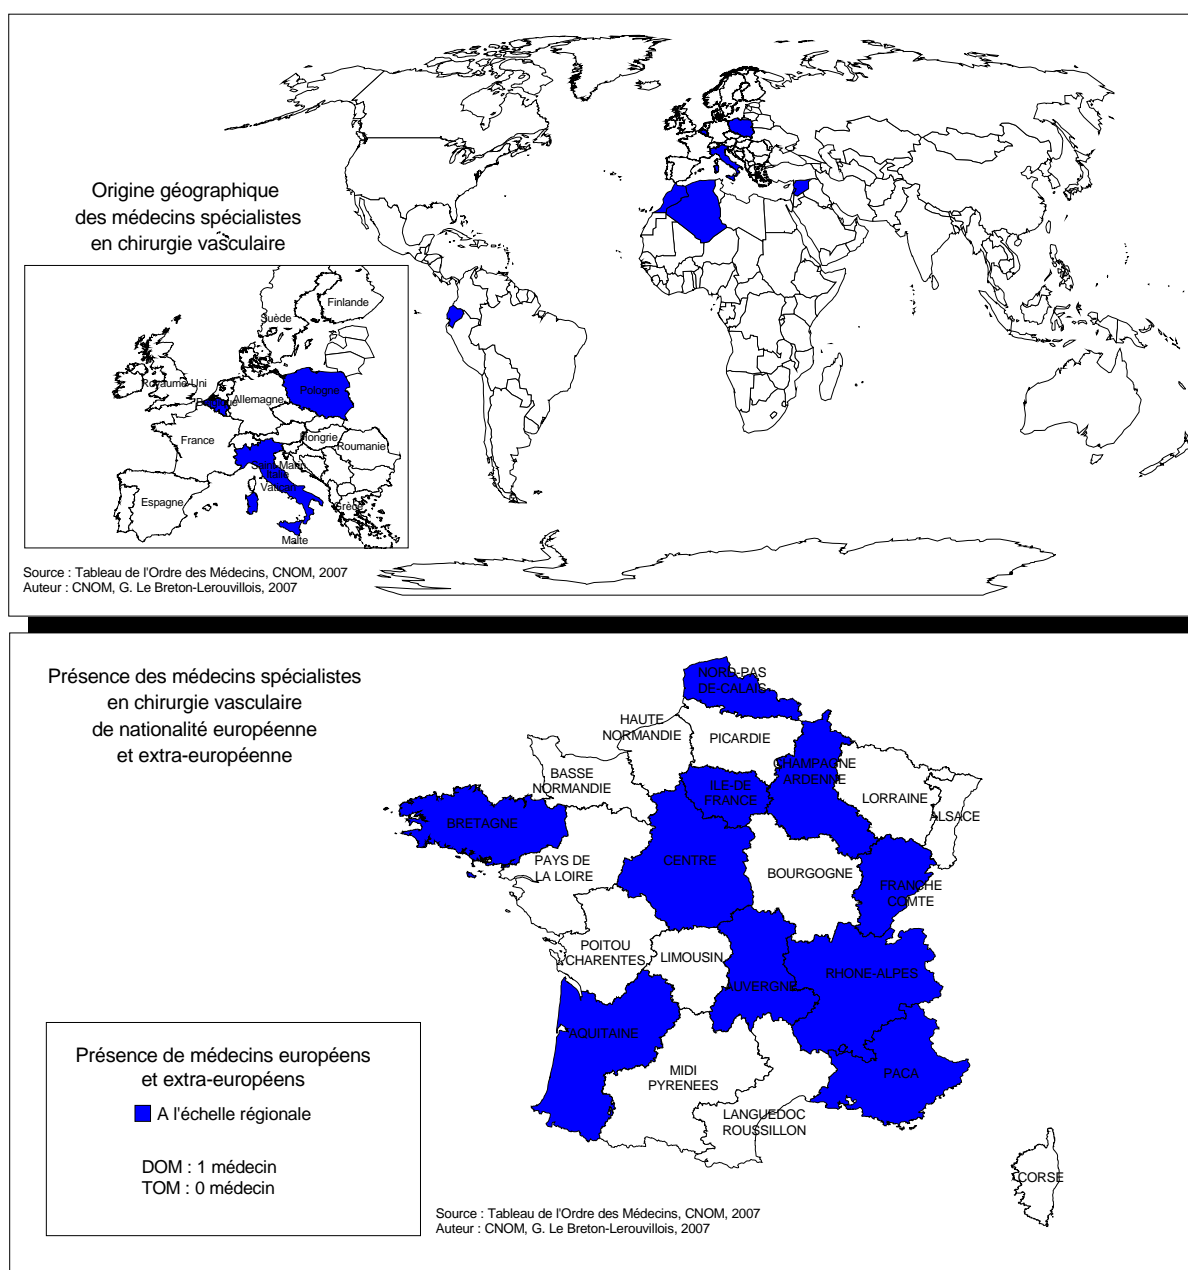 Origine géographique
des médecins spécialistes
en chirurgie vasculaire
Finlande
Suède
Royaume-Uni
Pologne
Belgique
Allemagne
France
Hongrie
Roumanie
Saint-Marin
Italie
Vatican
Espagne
Grèce
Malte
Source : Tableau de l'Ordre des Médecins, CNOM, 2007
Auteur : CNOM, G. Le Breton-Lerouvillois, 2007
Présence des médecins spécialistes
en chirurgie vasculaire
de nationalité européenne
et extra-européenne
NORD-PAS
DE-CALAIS
HAUTE
NORMANDIE
PICARDIE
CHAMPAGNE
ARDENNE
BASSE
NORMANDIE
ILE-DE
FRANCE
LORRAINE
ALSACE
BRETAGNE
PAYS DE
LA LOIRE
CENTRE
BOURGOGNE
FRANCHE
COMTE
POITOU
CHARENTES
LIMOUSIN
AUVERGNE
RHONE-ALPES
AQUITAINE
MIDI
PYRENEES
PACA
LANGUEDOC
ROUSSILLON
CORSE
Présence de médecins européens
et extra-européens
A l'échelle régionale
DOM : 1 médecin
TOM : 0 médecin
Source : Tableau de l'Ordre des Médecins, CNOM, 2007
Auteur : CNOM, G. Le Breton-Lerouvillois, 2007